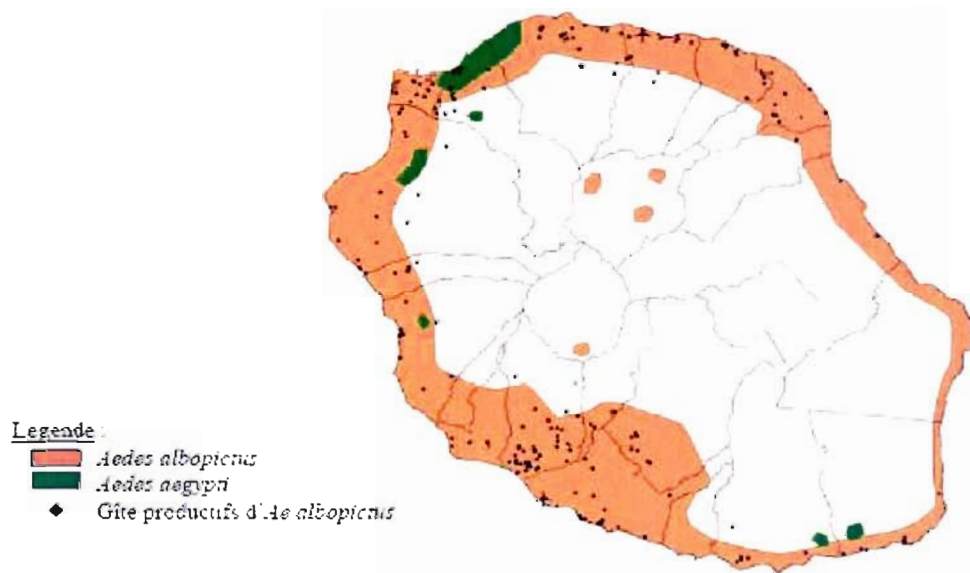 Legende :
Aedes albopictus
Aedes aegypti
Gîte productifs d'Ae albopictus